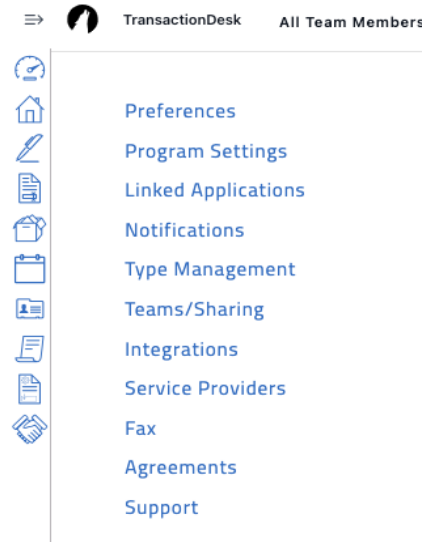 TransactionDesk All Team Members
Preferences
Program Settings
Linked Applications
Notifications
Type Management
Teams/Sharing
Integrations
Service Providers
Fax
Agreements
Support